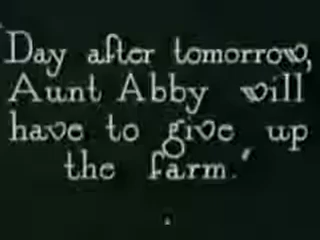 "Day after tomorrow,
Aunt Abby will
have to give up
the farm."